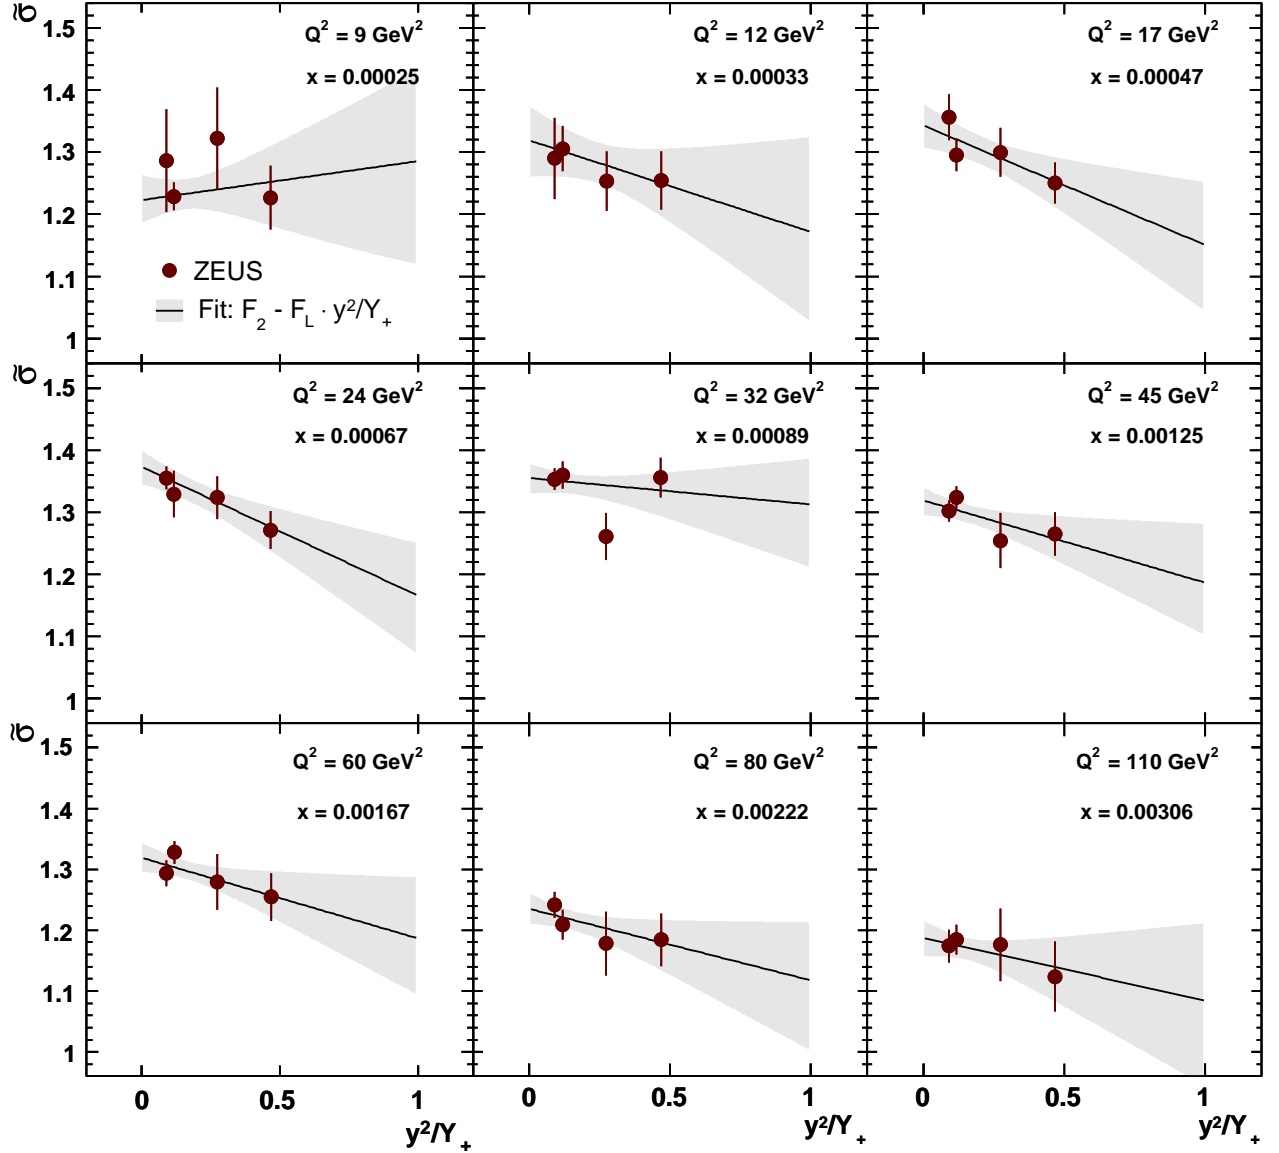 σ̃
1.5
1.4
1.3
1.2
1.1
1
Q² = 9 GeV²
x = 0.00025
ZEUS
Fit: F₂ - F_L · y²/Y₊
Q² = 12 GeV²
x = 0.00033
Q² = 17 GeV²
x = 0.00047
σ̃
1.5
1.4
1.3
1.2
1.1
1
Q² = 24 GeV²
x = 0.00067
Q² = 32 GeV²
x = 0.00089
Q² = 45 GeV²
x = 0.00125
σ̃
1.5
1.4
1.3
1.2
1.1
1
Q² = 60 GeV²
x = 0.00167
Q² = 80 GeV²
x = 0.00222
Q² = 110 GeV²
x = 0.00306
0 0.5 1
0 0.5 1
0 0.5 1
y²/Y₊
y²/Y₊
y²/Y₊